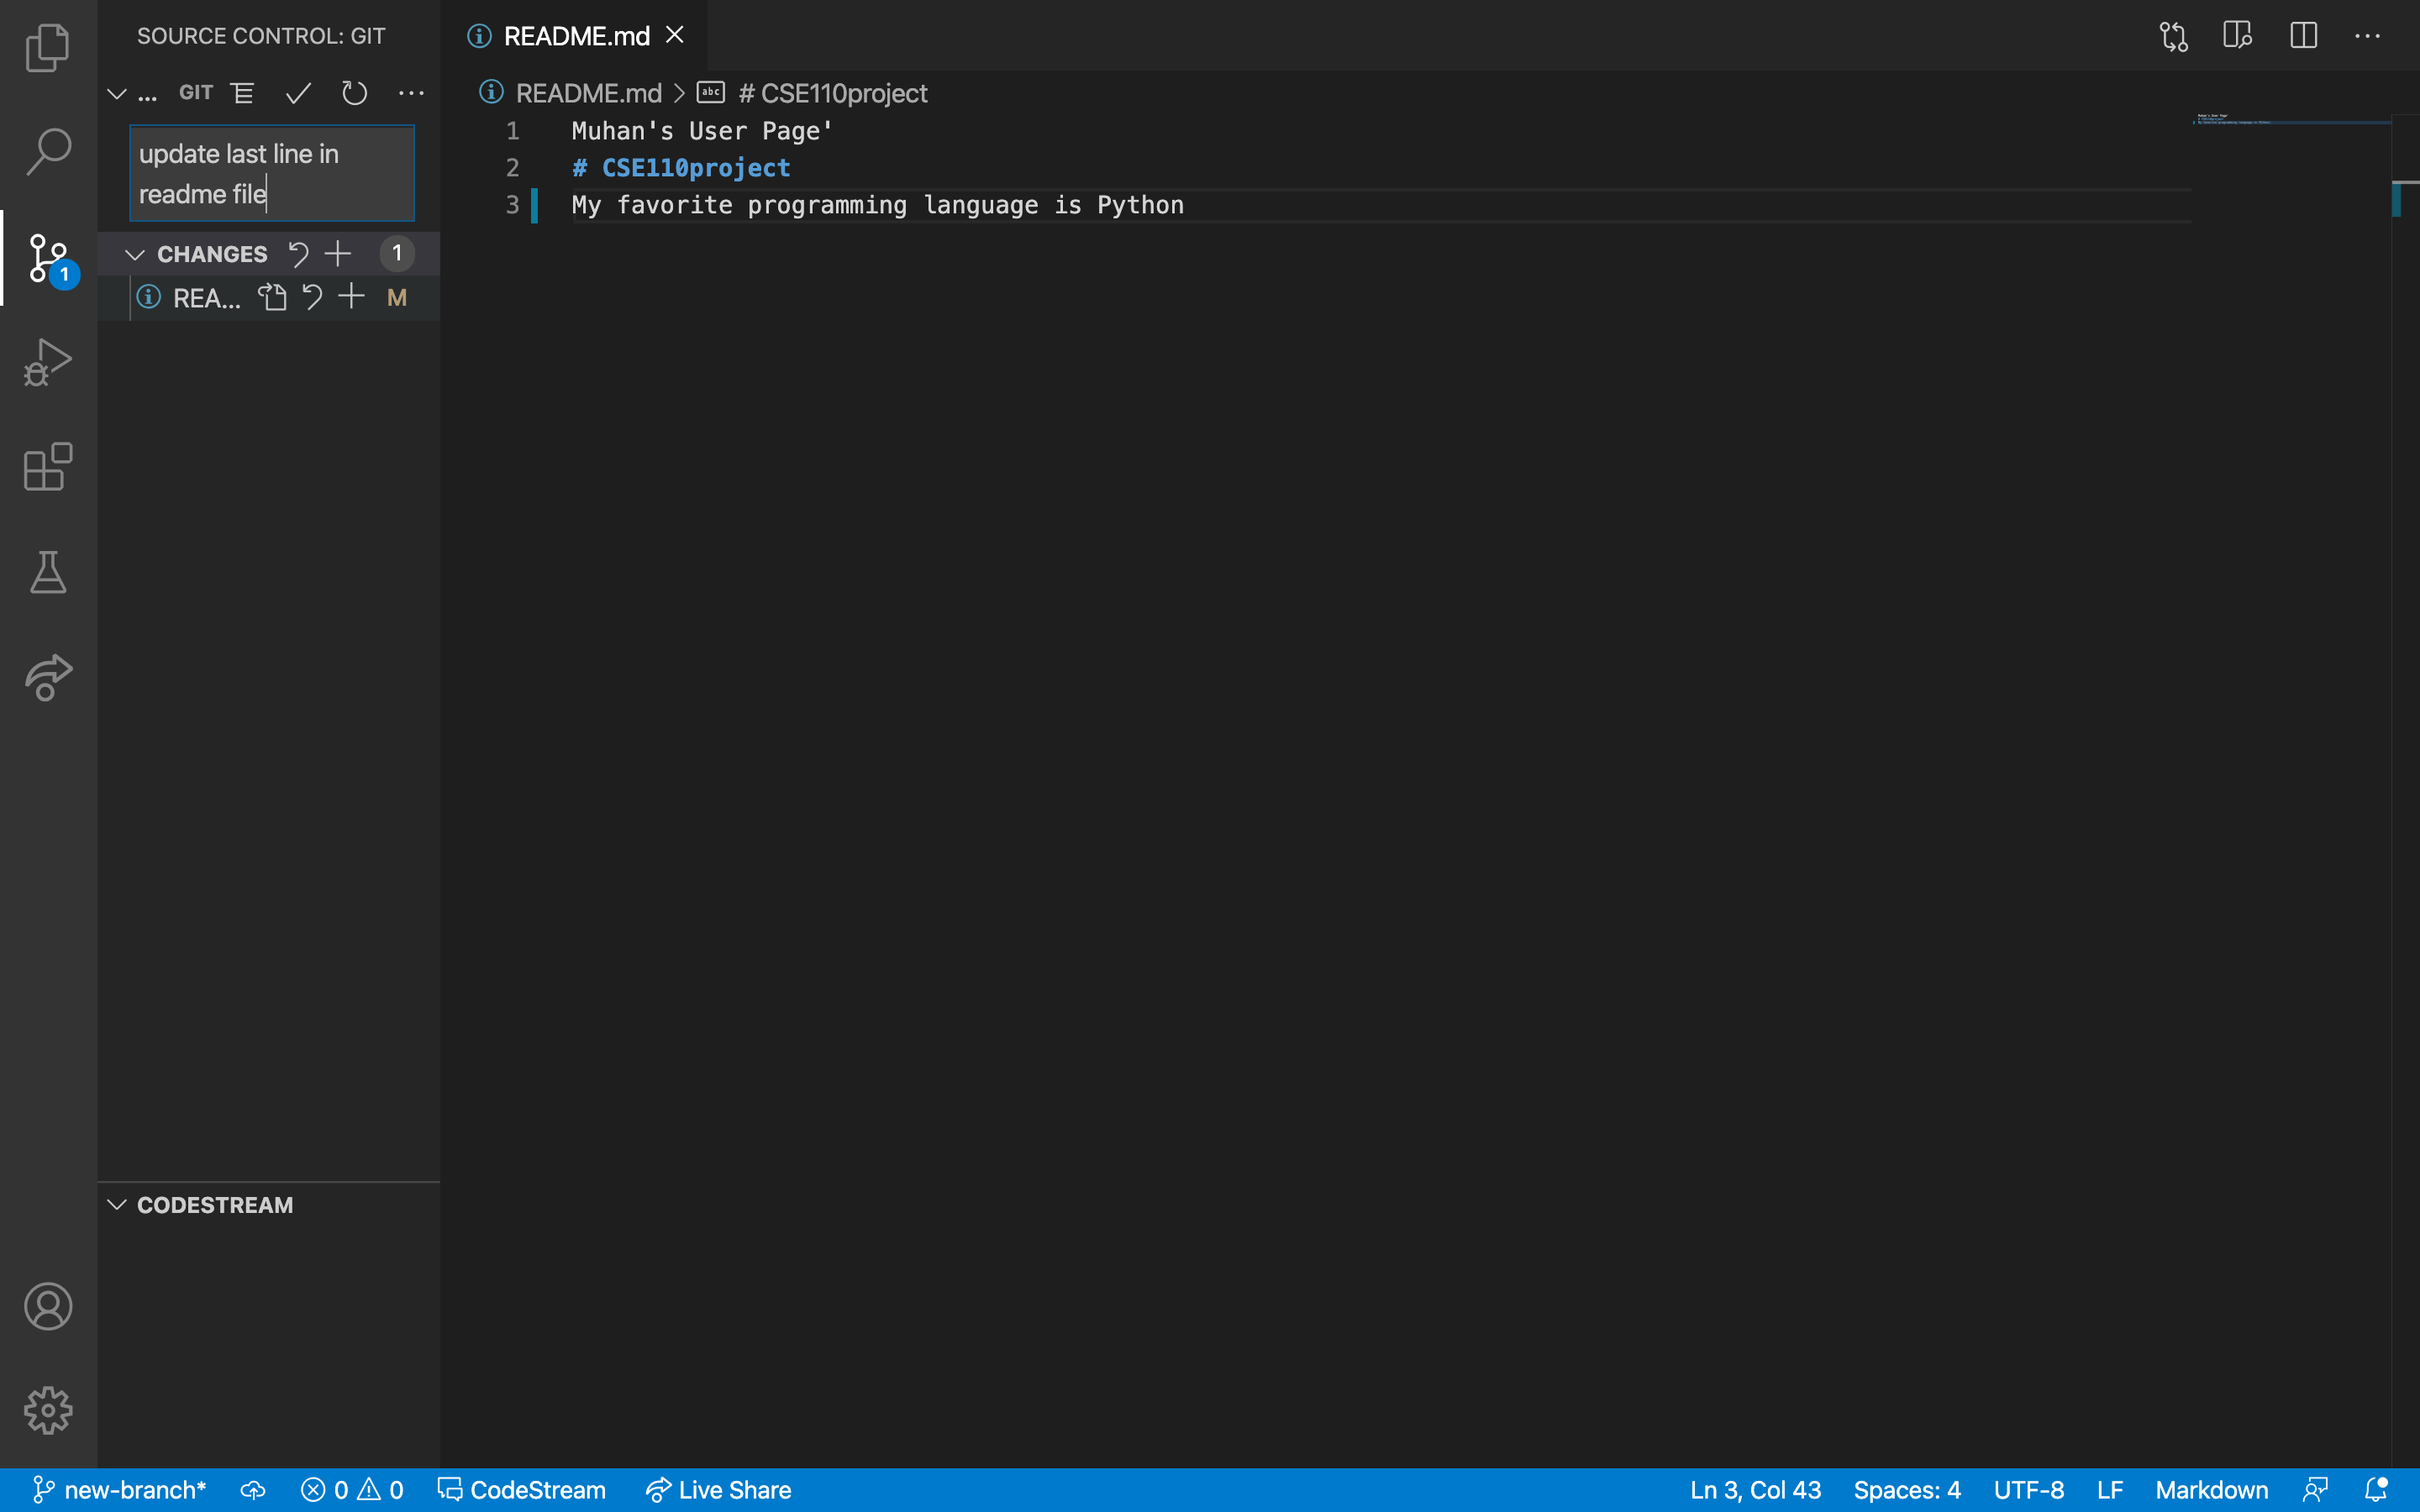 SOURCE CONTROL: GIT
... GIT
update last line in
readme file
CHANGES 1
REA... M
1
CODESTREAM
README.md
README.md > abc # CSE110project
1 Muhan's User Page'
2 # CSE110project
3 My favorite programming language is Python
new-branch* 0 0 CodeStream Live Share Ln 3, Col 43 Spaces: 4 UTF-8 LF Markdown